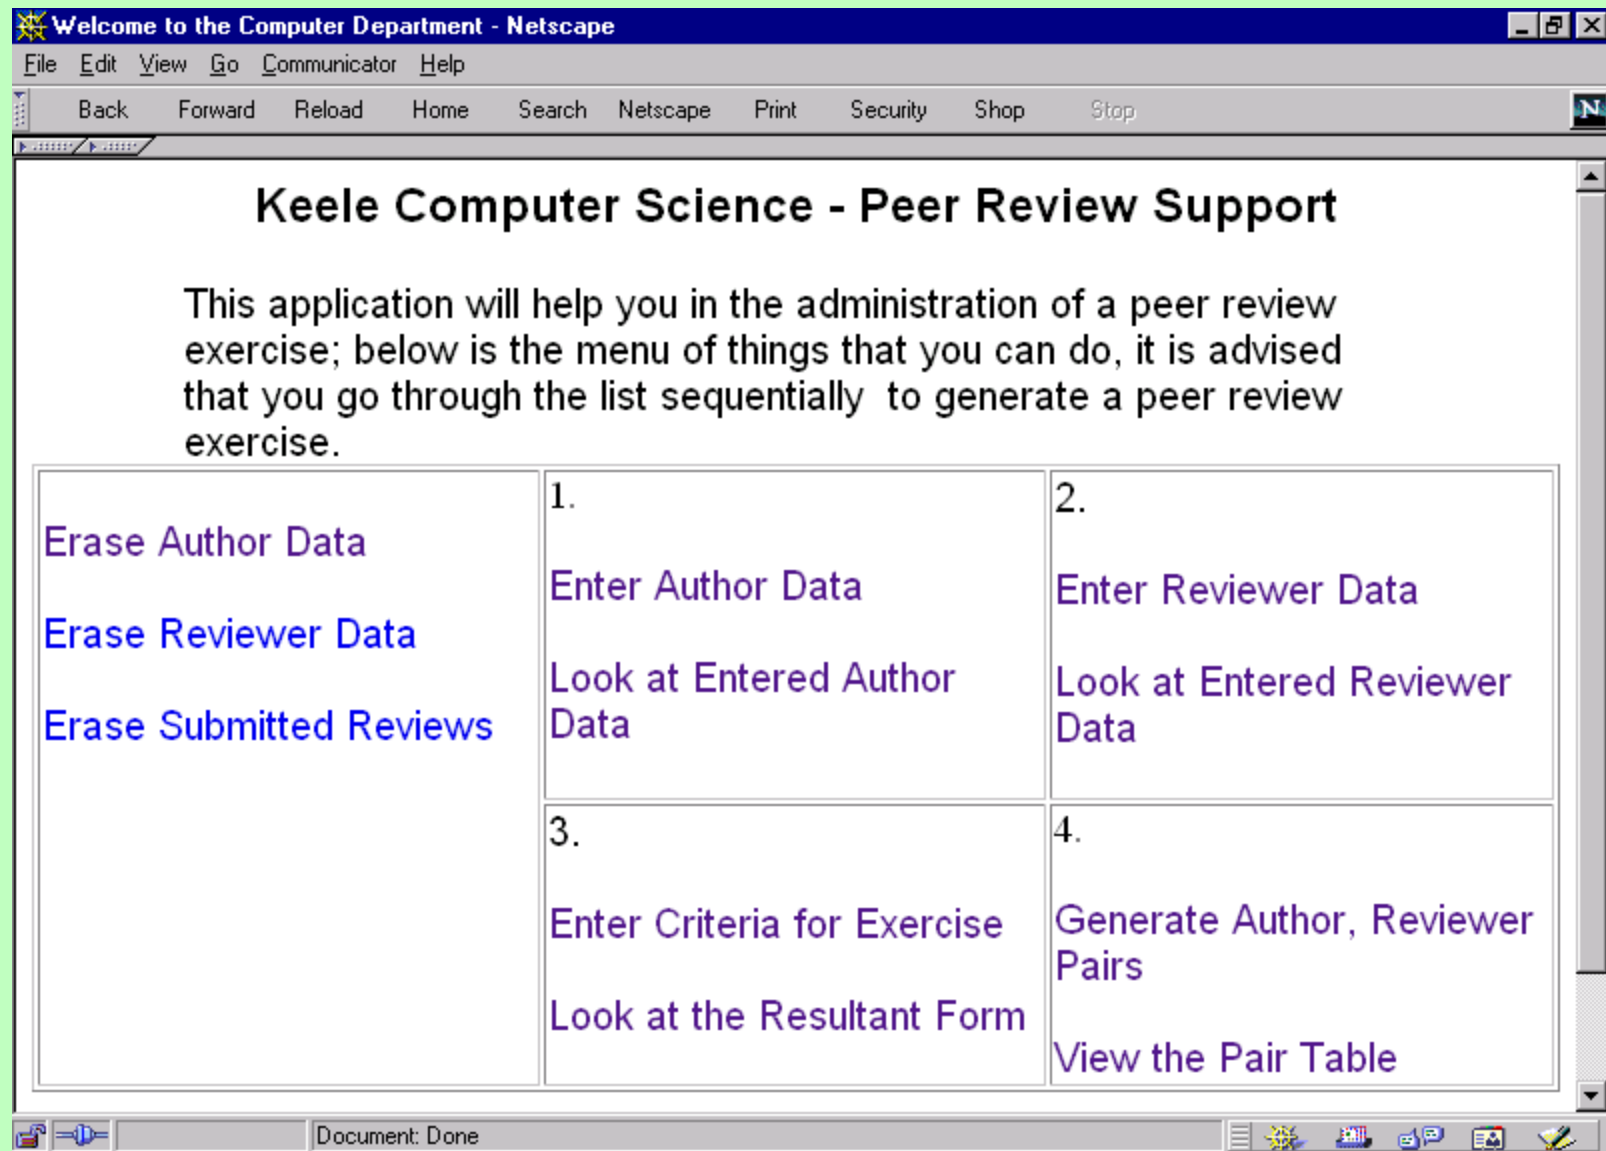 Welcome to the Computer Department - Netscape
File Edit View Go Communicator Help
Back Forward Reload Home Search Netscape Print Security Shop Stop
N
Keele Computer Science - Peer Review Support
This application will help you in the administration of a peer review
exercise; below is the menu of things that you can do, it is advised
that you go through the list sequentially to generate a peer review
exercise.
Erase Author Data
Erase Reviewer Data
Erase Submitted Reviews
1.
Enter Author Data
Look at Entered Author
Data
2.
Enter Reviewer Data
Look at Entered Reviewer
Data
3.
Enter Criteria for Exercise
Look at the Resultant Form
4.
Generate Author, Reviewer
Pairs
View the Pair Table
Document: Done